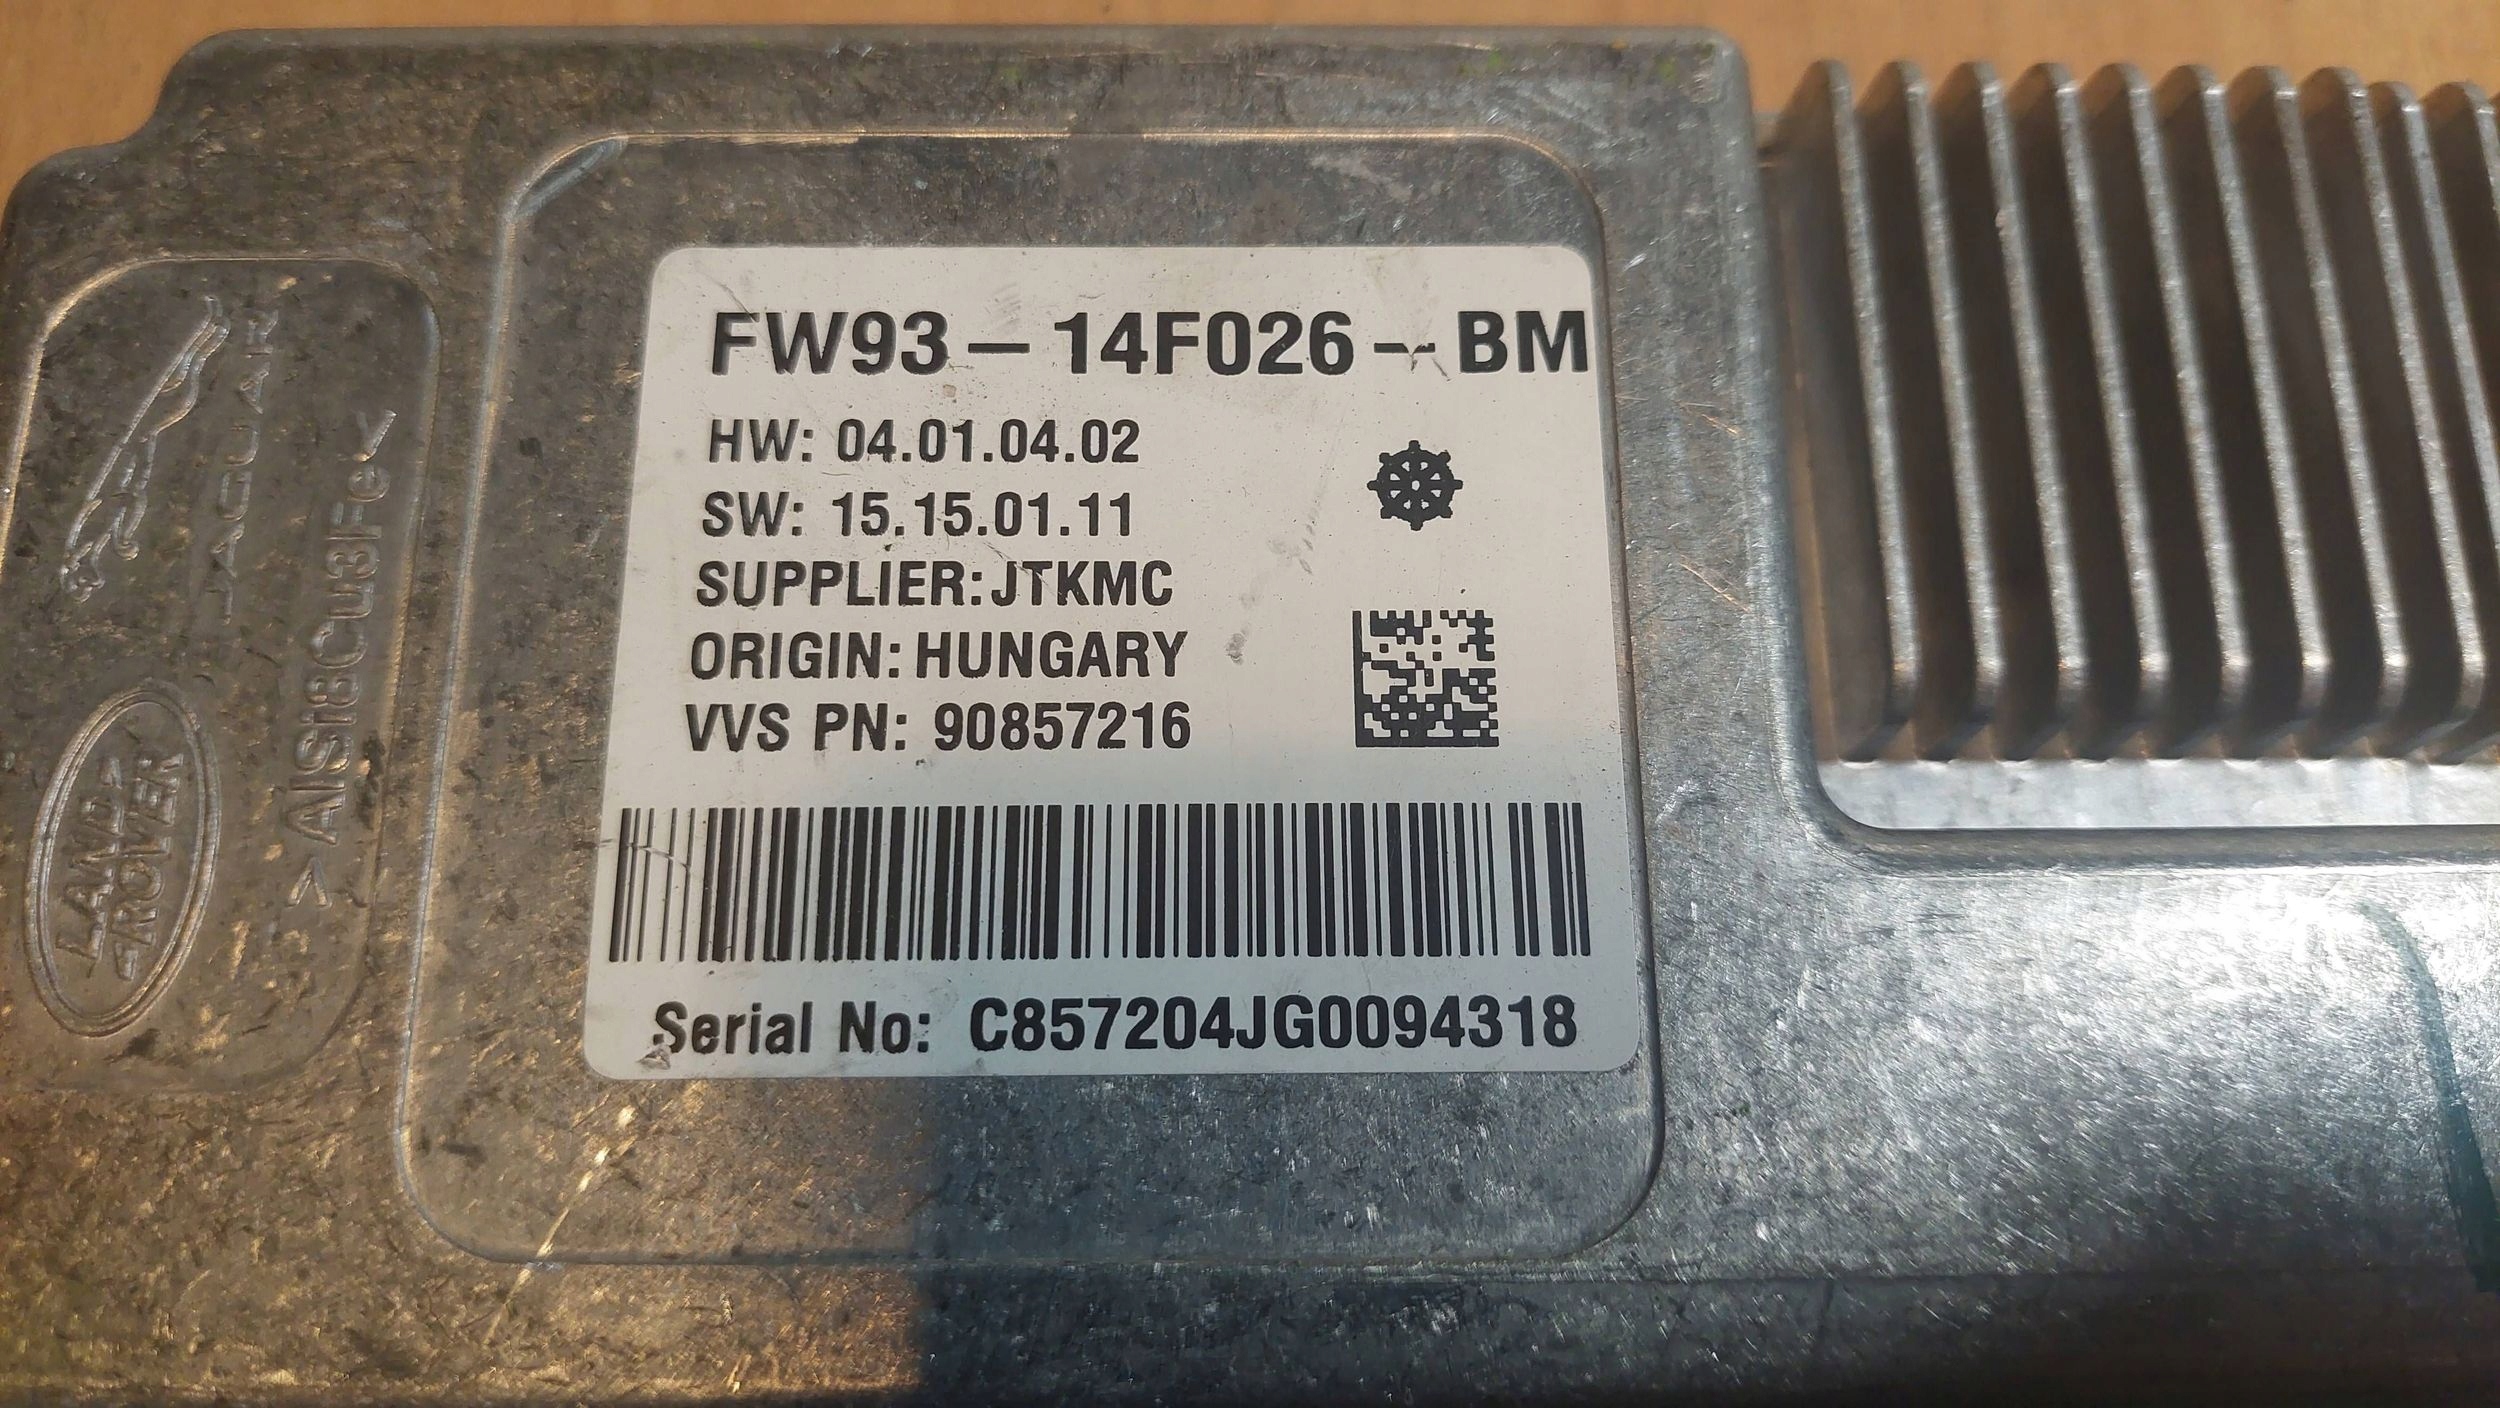 FW93-14F026-BM
HW: 04.01.04.02
SW: 15.15.01.11
SUPPLIER:JTKMC
ORIGIN:HUNGARY
VVS PN: 90857216
Serial No: C857204JG0094318
JAGUAR
>AlSi8Cu3Fe<
LAND-
-ROVER